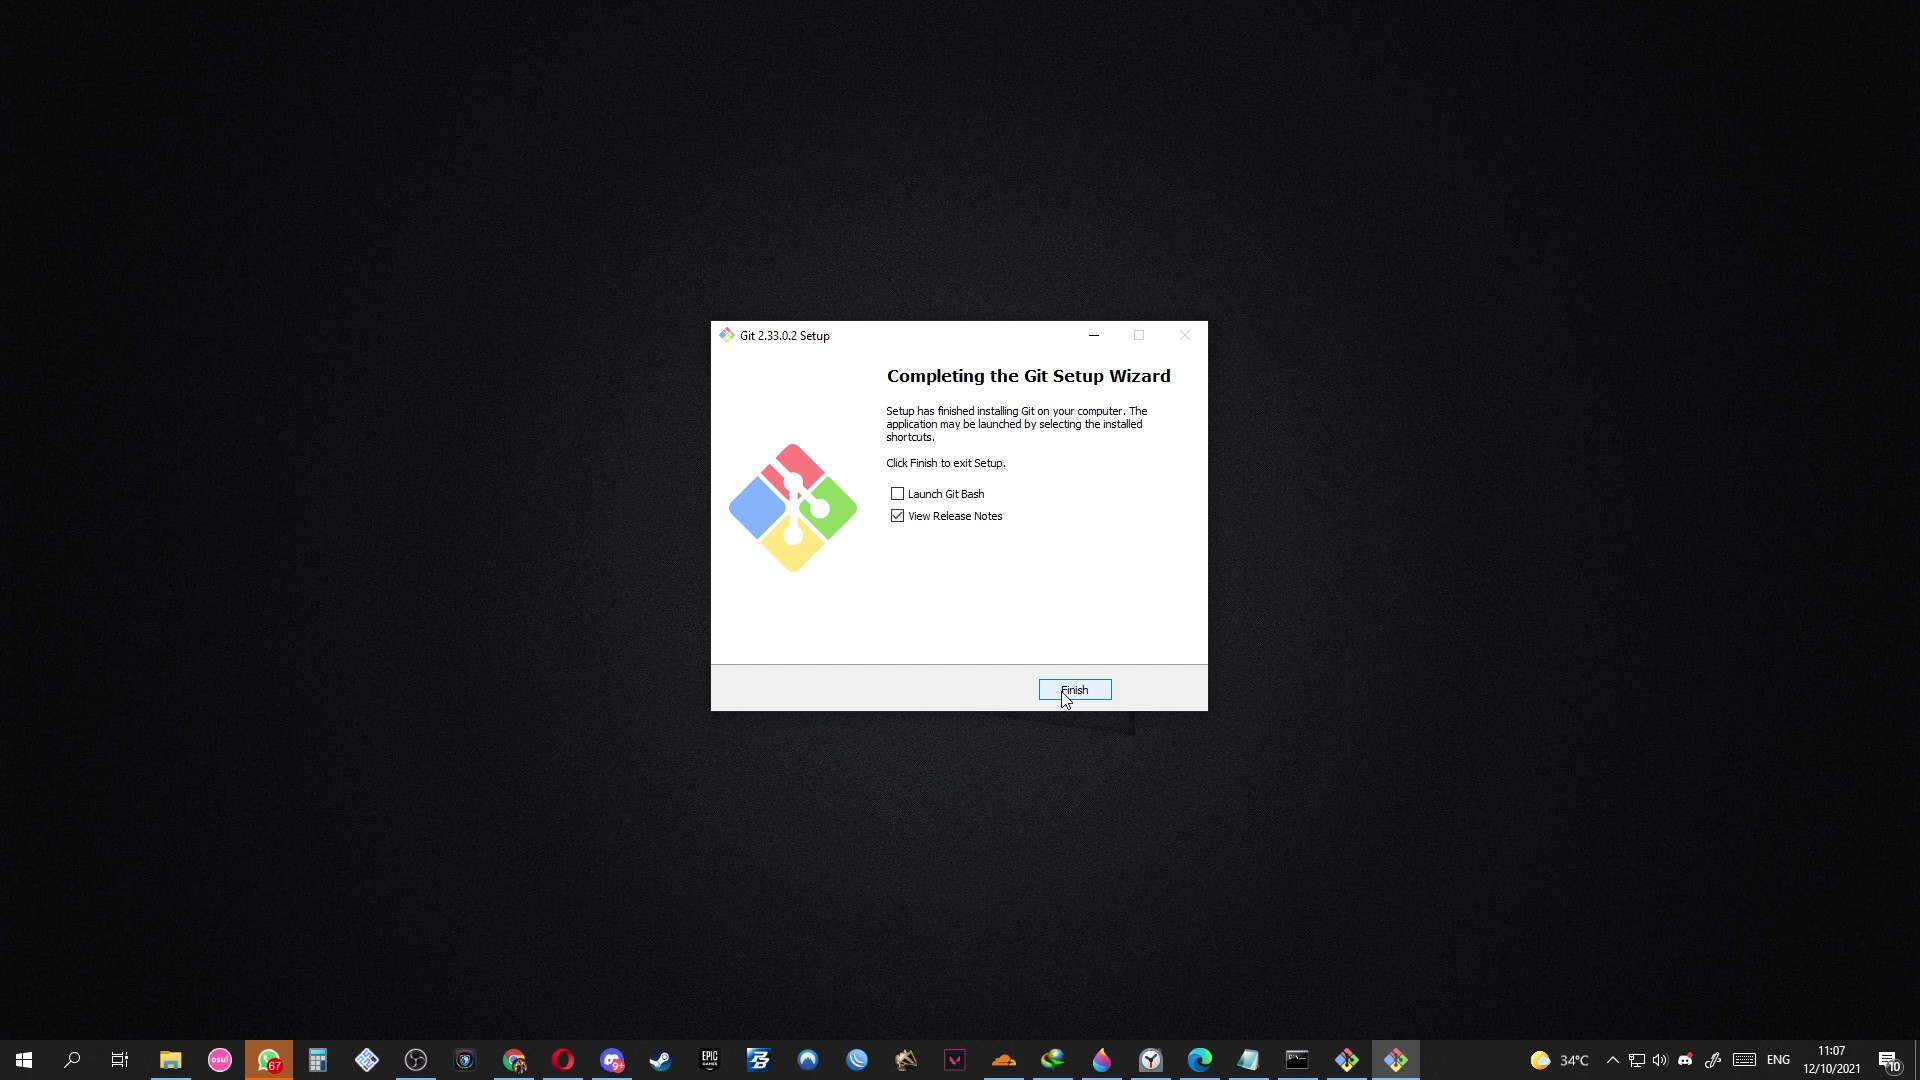 Git 2.33.0.2 Setup
Completing the Git Setup Wizard
Setup has finished installing Git on your computer. The
application may be launched by selecting the installed
shortcuts.
Click Finish to exit Setup.
Launch Git Bash
View Release Notes
Finish
osu!
67
9+
EPIC
GAMES
34°C
ENG
11:07
12/10/2021
10